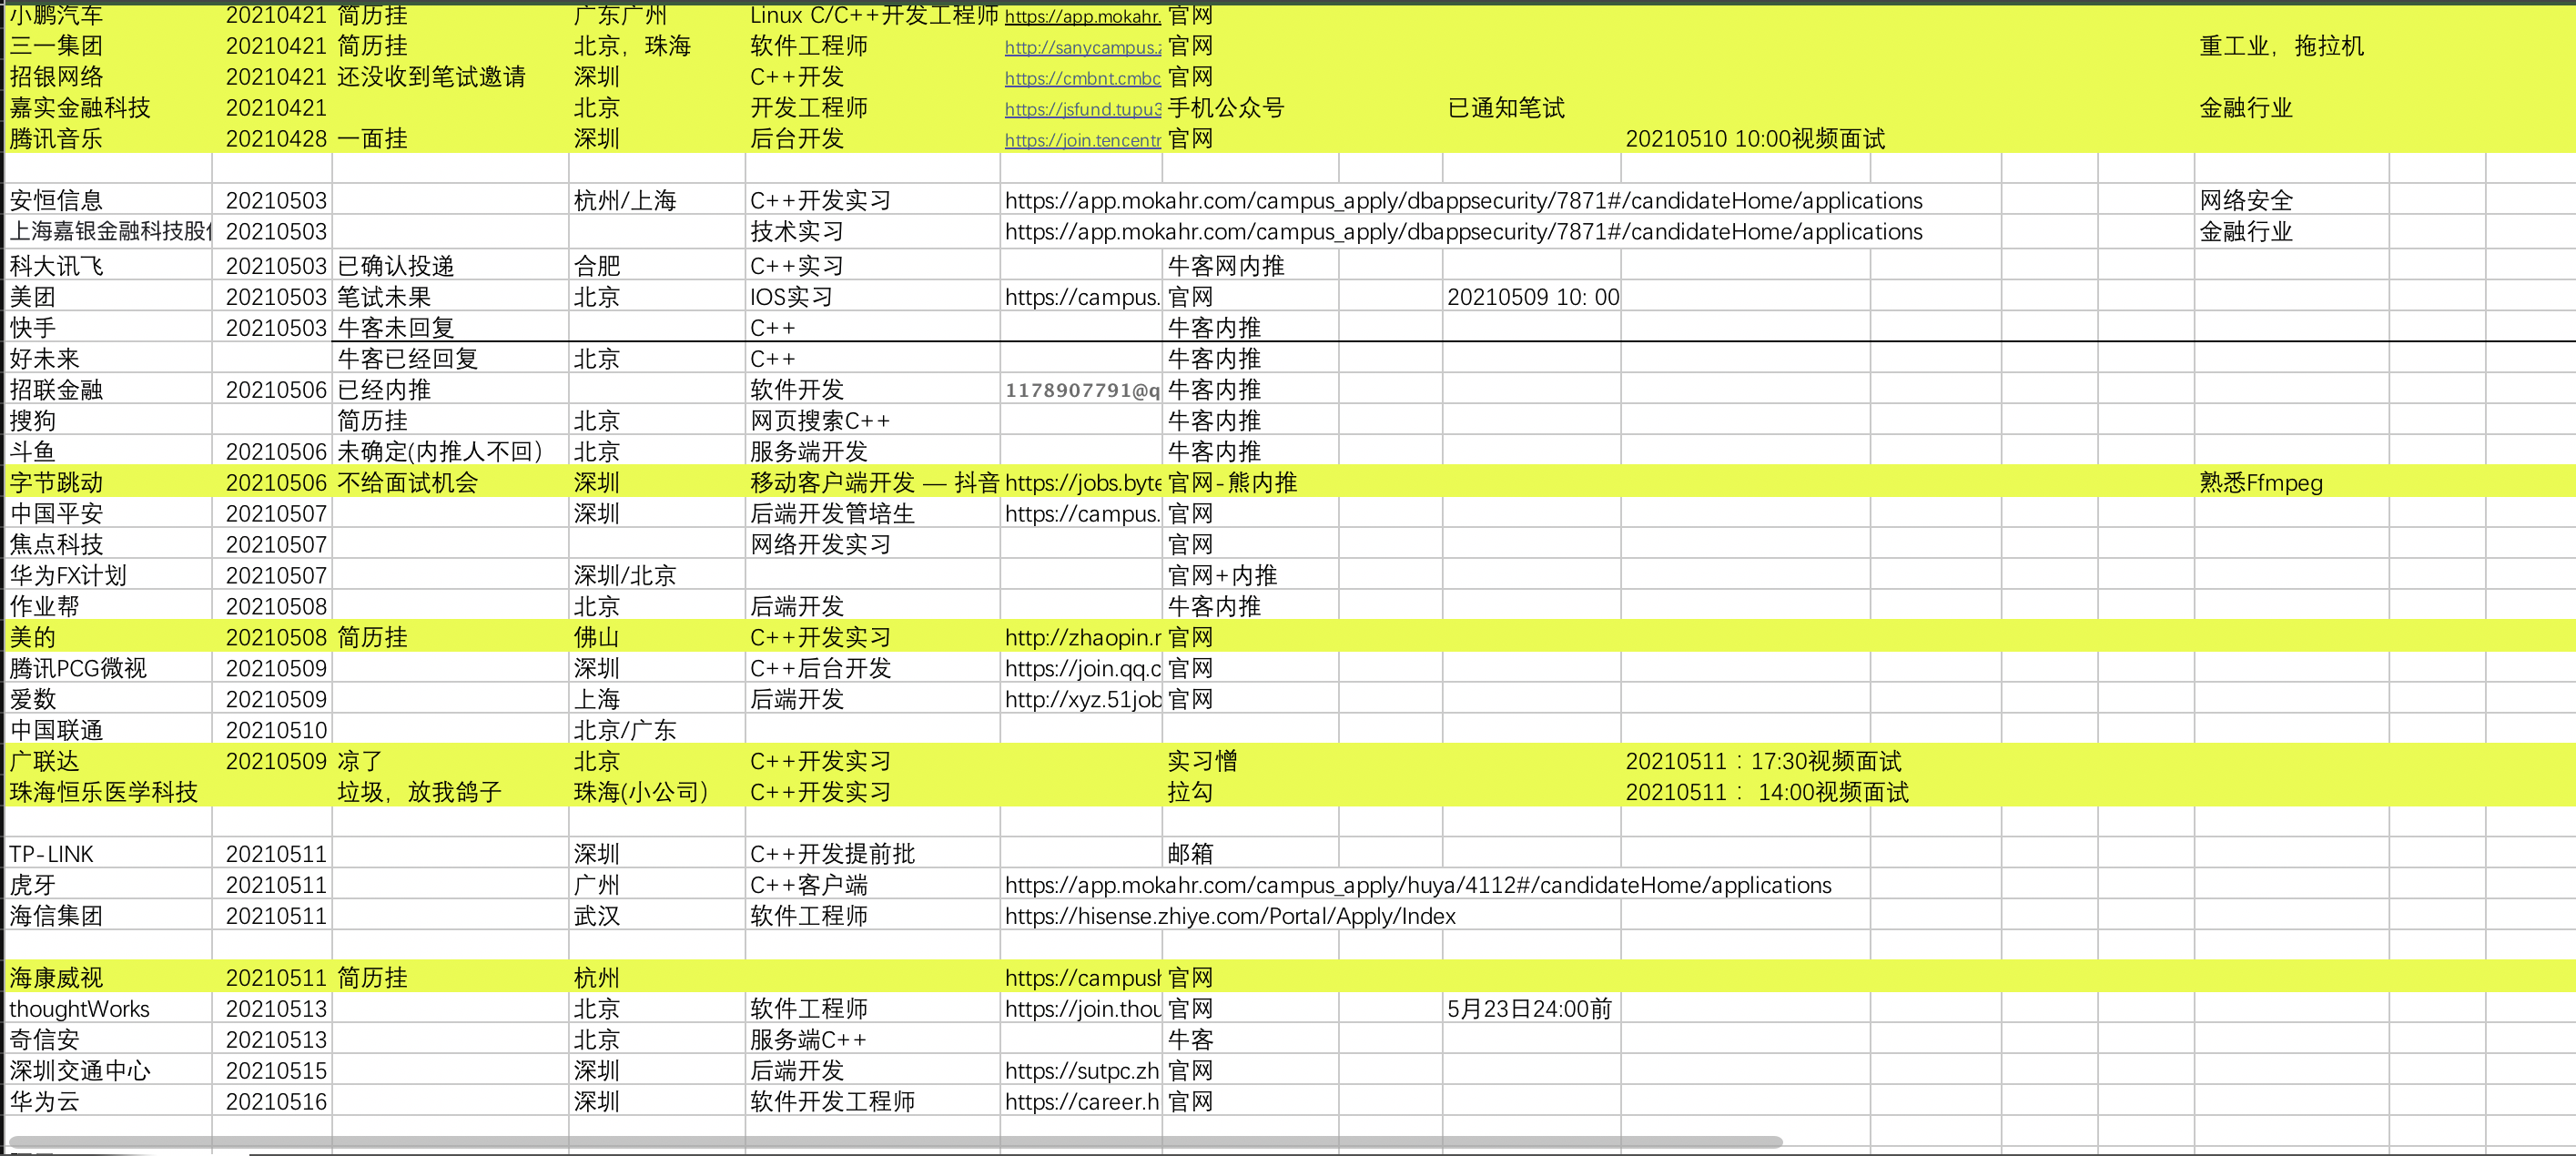 小鹏汽车 20210421 简历挂 广东广州 Linux C/C++开发工程师 https://app.mokahr. 官网
三一集团 20210421 简历挂 北京，珠海 软件工程师 http://sanycampus.z 官网 重工业，拖拉机
招银网络 20210421 还没收到笔试邀请 深圳 C++开发 https://cmbnt.cmbc 官网
嘉实金融科技 20210421 北京 开发工程师 https://jsfund.tupu3 手机公众号 已通知笔试 金融行业
腾讯音乐 20210428 一面挂 深圳 后台开发 https://join.tencentr 官网 20210510 10:00视频面试
安恒信息 20210503 杭州/上海 C++开发实习 https://app.mokahr.com/campus_apply/dbappsecurity/7871#/candidateHome/applications 网络安全
上海嘉银金融科技股 20210503 技术实习 https://app.mokahr.com/campus_apply/dbappsecurity/7871#/candidateHome/applications 金融行业
科大讯飞 20210503 已确认投递 合肥 C++实习 牛客网内推
美团 20210503 笔试未果 北京 IOS实习 https://campus. 官网 20210509 10: 00
快手 20210503 牛客未回复 C++ 牛客内推
好未来 牛客已经回复 北京 C++ 牛客内推
招联金融 20210506 已经内推 软件开发 1178907791@q 牛客内推
搜狗 简历挂 北京 网页搜索C++ 牛客内推
斗鱼 20210506 未确定(内推人不回） 北京 服务端开发 牛客内推
字节跳动 20210506 不给面试机会 深圳 移动客户端开发 — 抖音 https://jobs.byte 官网-熊内推 熟悉Ffmpeg
中国平安 20210507 深圳 后端开发管培生 https://campus. 官网
焦点科技 20210507 网络开发实习 官网
华为FX计划 20210507 深圳/北京 官网+内推
作业帮 20210508 北京 后端开发 牛客内推
美的 20210508 简历挂 佛山 C++开发实习 http://zhaopin.r 官网
腾讯PCG微视 20210509 深圳 C++后台开发 https://join.qq.c 官网
爱数 20210509 上海 后端开发 http://xyz.51job 官网
中国联通 20210510 北京/广东
广联达 20210509 凉了 北京 C++开发实习 实习憎 20210511：17:30视频面试
珠海恒乐医学科技 垃圾，放我鸽子 珠海(小公司） C++开发实习 拉勾 20210511： 14:00视频面试
TP-LINK 20210511 深圳 C++开发提前批 邮箱
虎牙 20210511 广州 C++客户端 https://app.mokahr.com/campus_apply/huya/4112#/candidateHome/applications
海信集团 20210511 武汉 软件工程师 https://hisense.zhiye.com/Portal/Apply/Index
海康威视 20210511 简历挂 杭州 https://campush 官网
thoughtWorks 20210513 北京 软件工程师 https://join.thou 官网 5月23日24:00前
奇信安 20210513 北京 服务端C++ 牛客
深圳交通中心 20210515 深圳 后端开发 https://sutpc.zh 官网
华为云 20210516 深圳 软件开发工程师 https://career.h 官网